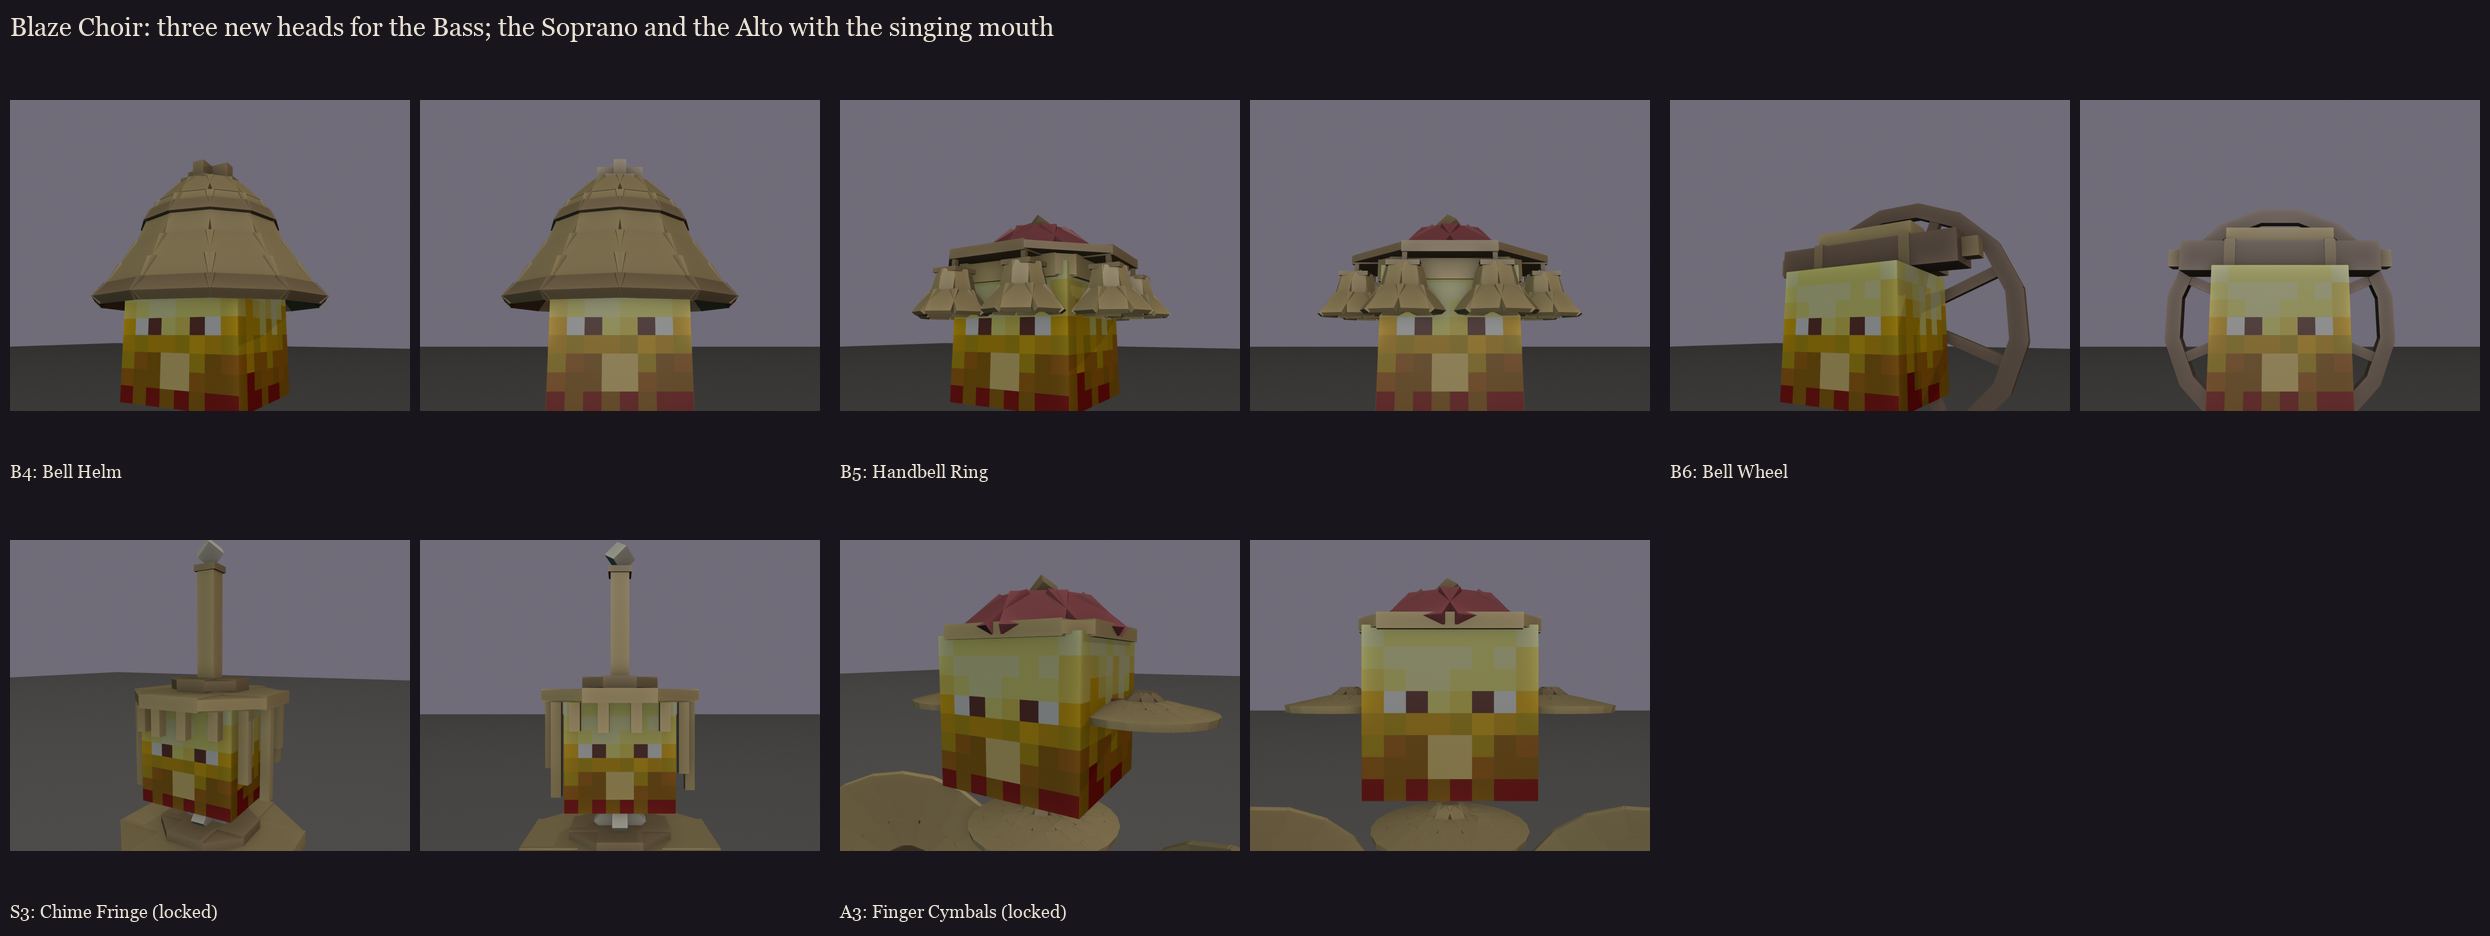 Blaze Choir: three new heads for the Bass; the Soprano and the Alto with the singing mouth
B4: Bell Helm
B5: Handbell Ring
B6: Bell Wheel
S3: Chime Fringe (locked)
A3: Finger Cymbals (locked)